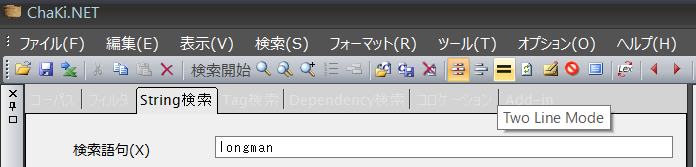 ChaKi.NET
ファイル(F) 編集(E) 表示(V) 検索(S) フォーマット(R) ツール(T) オプション(O) ヘルプ(H)
検索開始 Lex
コーパス フィルタ String検索 Tag検索 Dependency検索 コロケーション Add-in
Two Line Mode
検索語句(X) longman